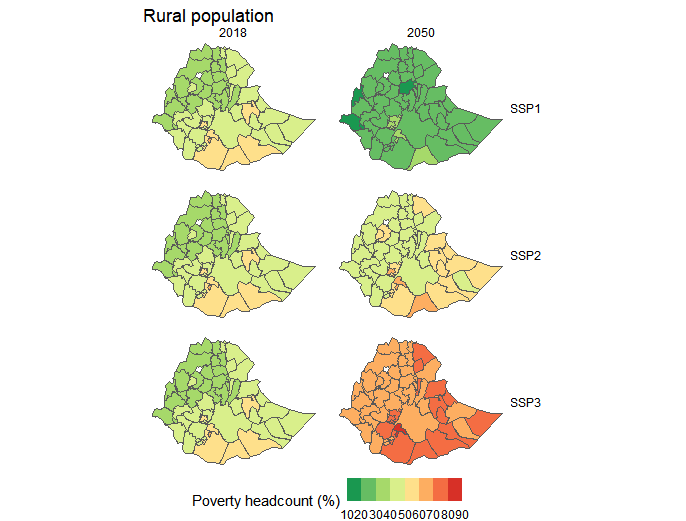 Rural population
2018 2050
SSP1
SSP2
SSP3
Poverty headcount (%)
102030405060708090